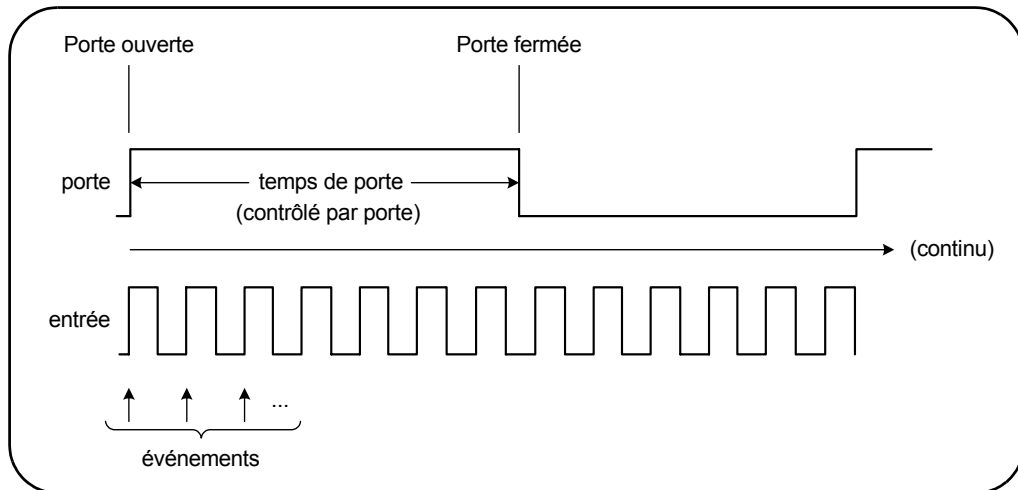 Porte ouverte
Porte fermée
porte
temps de porte
(contrôlé par porte)
(continu)
entrée
...
événements